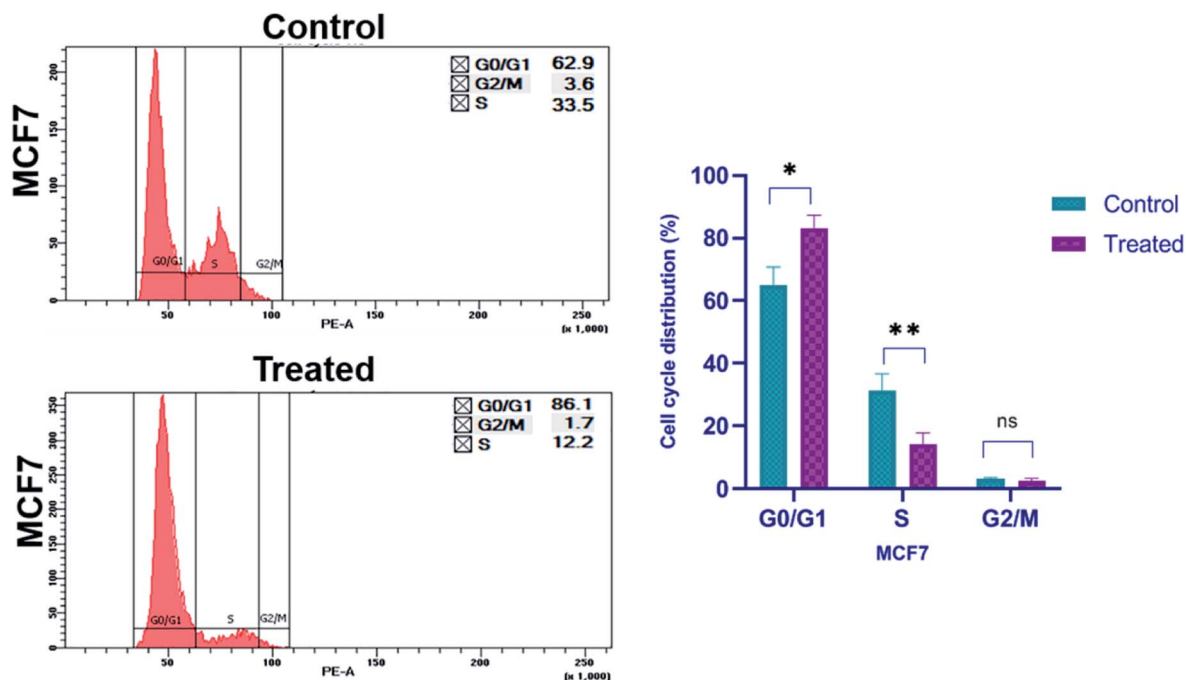 Control
MCF7
G0/G1 62.9
G2/M 3.6
S 33.5
200
150
100
50
0
G0/G1
S
G2/M
50
100
150
200
250
PE-A
(x 1,000)
Treated
MCF7
G0/G1 86.1
G2/M 1.7
S 12.2
350
300
250
200
150
100
50
0
G0/G1
S
G2/M
50
100
150
200
250
PE-A
(x 1,000)
Cell cycle distribution (%)
100
80
60
40
20
0
*
**
ns
G0/G1
S
G2/M
MCF7
Control
Treated